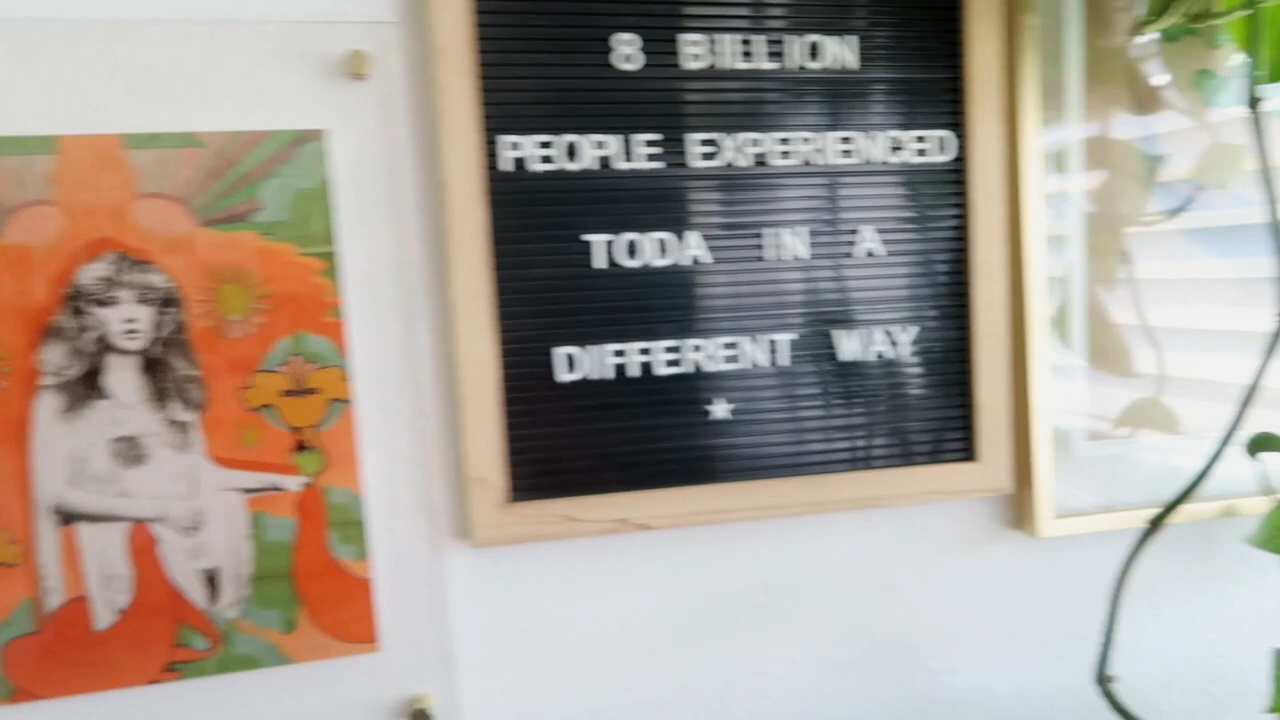 8 BILLION
PEOPLE EXPERIENCED
TODA IN A
DIFFERENT WAY